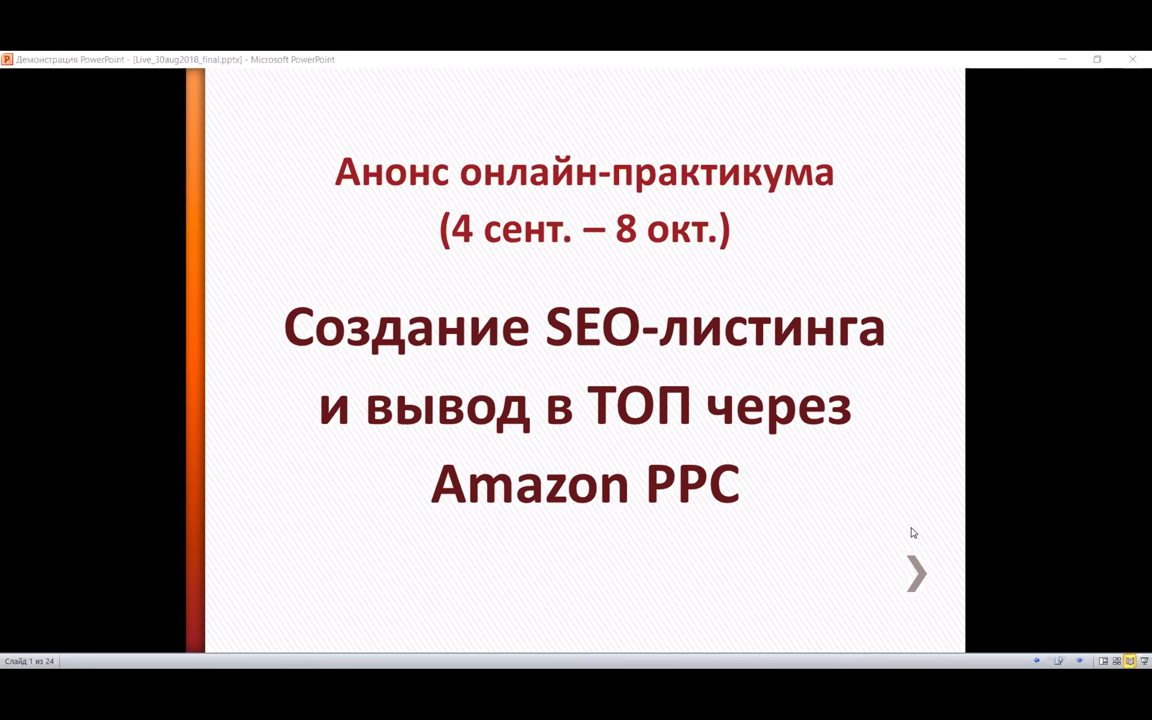 Демонстрация PowerPoint - [Live_30aug2018_final.pptx] - Microsoft PowerPoint
Анонс онлайн-практикума
(4 сент. – 8 окт.)
Создание SEO-листинга
и вывод в ТОП через
Amazon PPC
Слайд 1 из 24